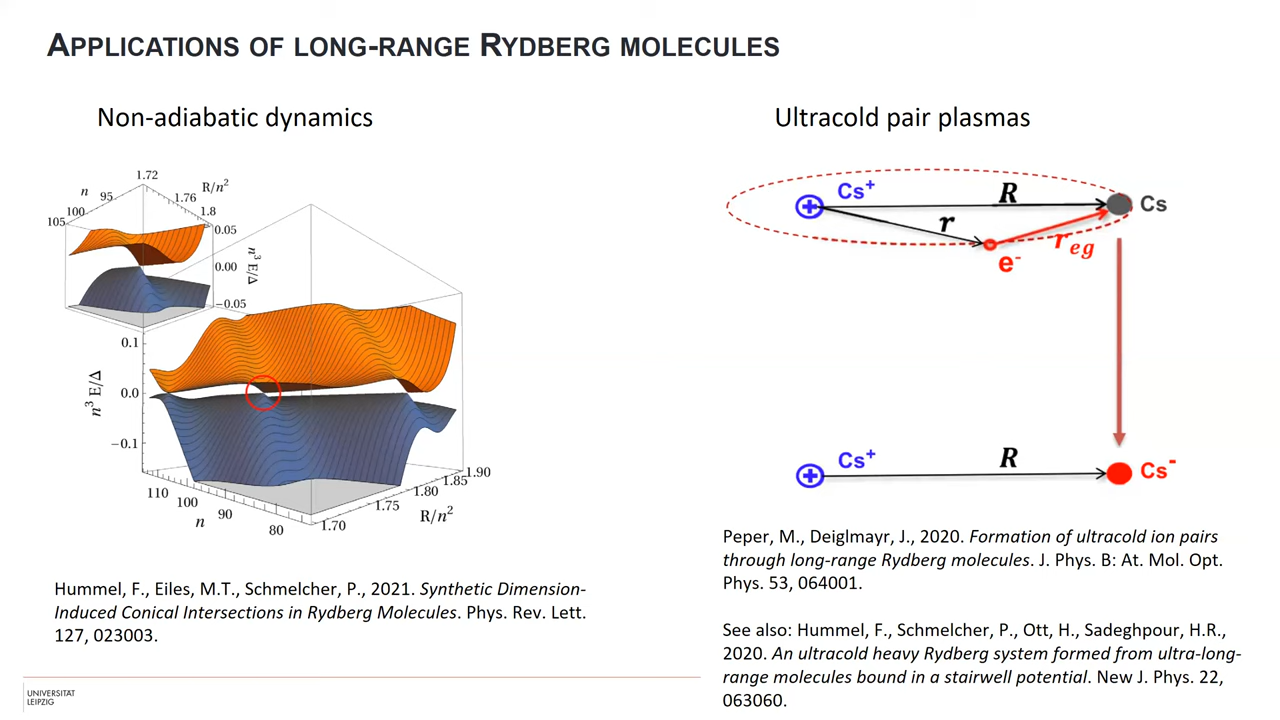 APPLICATIONS OF LONG-RANGE RYDBERG MOLECULES
Non-adiabatic dynamics
1.72
n
95
R/n²
1.76
100
1.8
105
0.05
0.00
n³ E/Δ
−0.05
0.1
0.0
n³ E/Δ
−0.1
1.90
1.85
110
1.80
100
1.75
R/n²
90
n
1.70
80
Hummel, F., Eiles, M.T., Schmelcher, P., 2021. Synthetic Dimension-
Induced Conical Intersections in Rydberg Molecules. Phys. Rev. Lett.
127, 023003.
UNIVERSITAT
LEIPZIG
Ultracold pair plasmas
Cs⁺
R
Cs
r
r_eg
e⁻
Cs⁺
R
Cs⁻
Peper, M., Deiglmayr, J., 2020. Formation of ultracold ion pairs
through long-range Rydberg molecules. J. Phys. B: At. Mol. Opt.
Phys. 53, 064001.
See also: Hummel, F., Schmelcher, P., Ott, H., Sadeghpour, H.R.,
2020. An ultracold heavy Rydberg system formed from ultra-long-
range molecules bound in a stairwell potential. New J. Phys. 22,
063060.